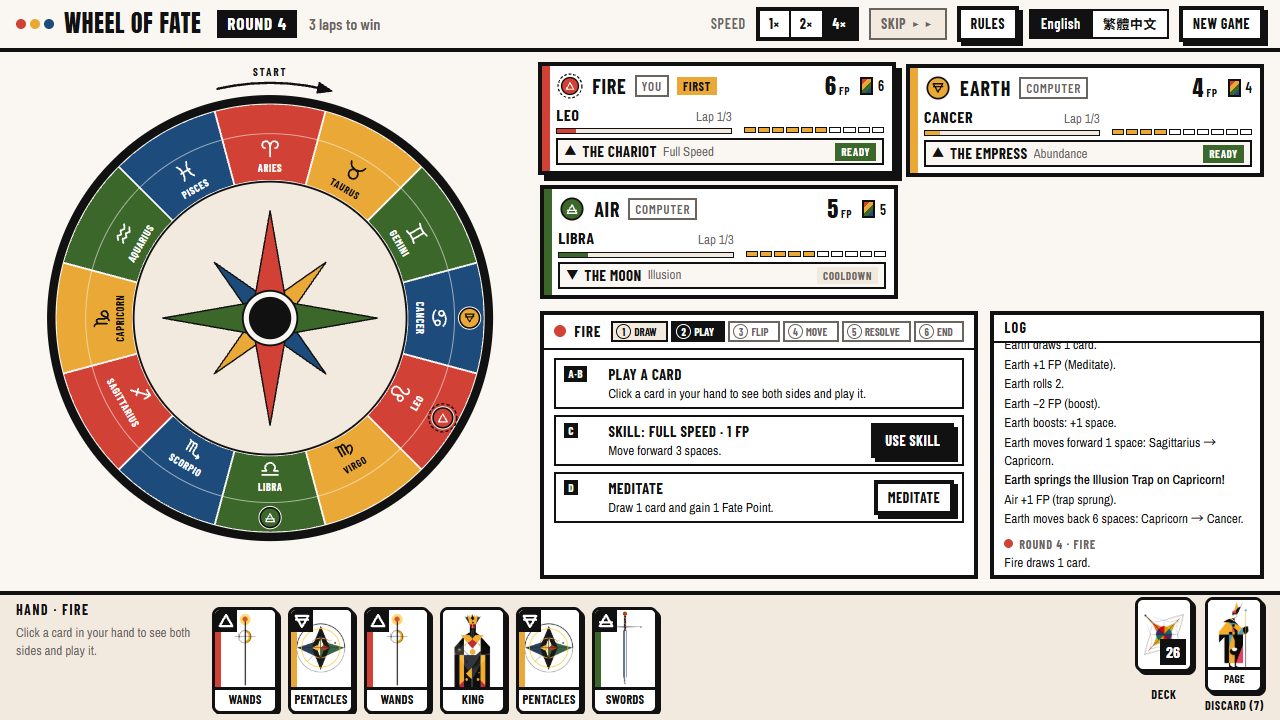 WHEEL OF FATE
ROUND 4
3 laps to win
SPEED
1×
2×
4×
SKIP ▸ ▸
RULES
English
繁體中文
NEW GAME
START
ARIES
TAURUS
GEMINI
CANCER
LEO
VIRGO
LIBRA
SCORPIO
SAGITTARIUS
CAPRICORN
AQUARIUS
PISCES
FIRE
YOU
FIRST
6 FP
6
LEO
Lap 1/3
▲ THE CHARIOT Full Speed
READY
EARTH
COMPUTER
4 FP
4
CANCER
Lap 1/3
▲ THE EMPRESS Abundance
READY
AIR
COMPUTER
5 FP
5
LIBRA
Lap 1/3
▼ THE MOON Illusion
COOLDOWN
FIRE
1 DRAW
2 PLAY
3 FLIP
4 MOVE
5 RESOLVE
6 END
A-B
PLAY A CARD
Click a card in your hand to see both sides and play it.
C
SKILL: FULL SPEED · 1 FP
Move forward 3 spaces.
USE SKILL
D
MEDITATE
Draw 1 card and gain 1 Fate Point.
MEDITATE
LOG
Earth draws 1 card.
Earth +1 FP (Meditate).
Earth rolls 2.
Earth −2 FP (boost).
Earth boosts: +1 space.
Earth moves forward 1 space: Sagittarius →
Capricorn.
Earth springs the Illusion Trap on Capricorn!
Air +1 FP (trap sprung).
Earth moves back 6 spaces: Capricorn → Cancer.
ROUND 4 · FIRE
Fire draws 1 card.
HAND · FIRE
Click a card in your hand to see both
sides and play it.
WANDS
PENTACLES
WANDS
KING
PENTACLES
SWORDS
26
DECK
PAGE
DISCARD (7)